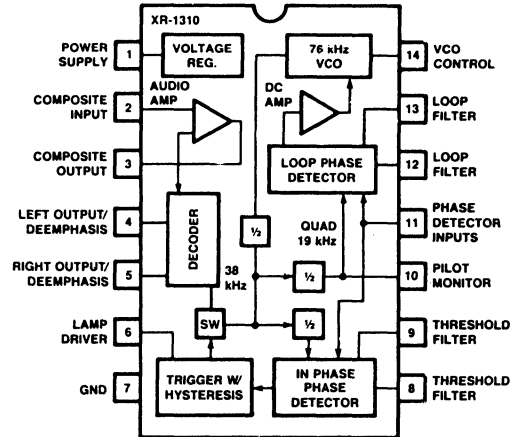 XR-1310
POWER
SUPPLY
1
VOLTAGE
REG.
76 kHz
VCO
14
VCO
CONTROL
COMPOSITE
INPUT
2
AUDIO
AMP
DC
AMP
13
LOOP
FILTER
COMPOSITE
OUTPUT
3
LOOP PHASE
DETECTOR
12
LOOP
FILTER
LEFT OUTPUT/
DEEMPHASIS
4
DECODER
½
QUAD
19 kHz
11
PHASE
DETECTOR
INPUTS
RIGHT OUTPUT/
DEEMPHASIS
5
38
kHz
½
10
PILOT
MONITOR
LAMP
DRIVER
6
SW
½
9
THRESHOLD
FILTER
GND
7
TRIGGER W/
HYSTERESIS
IN PHASE
PHASE
DETECTOR
8
THRESHOLD
FILTER